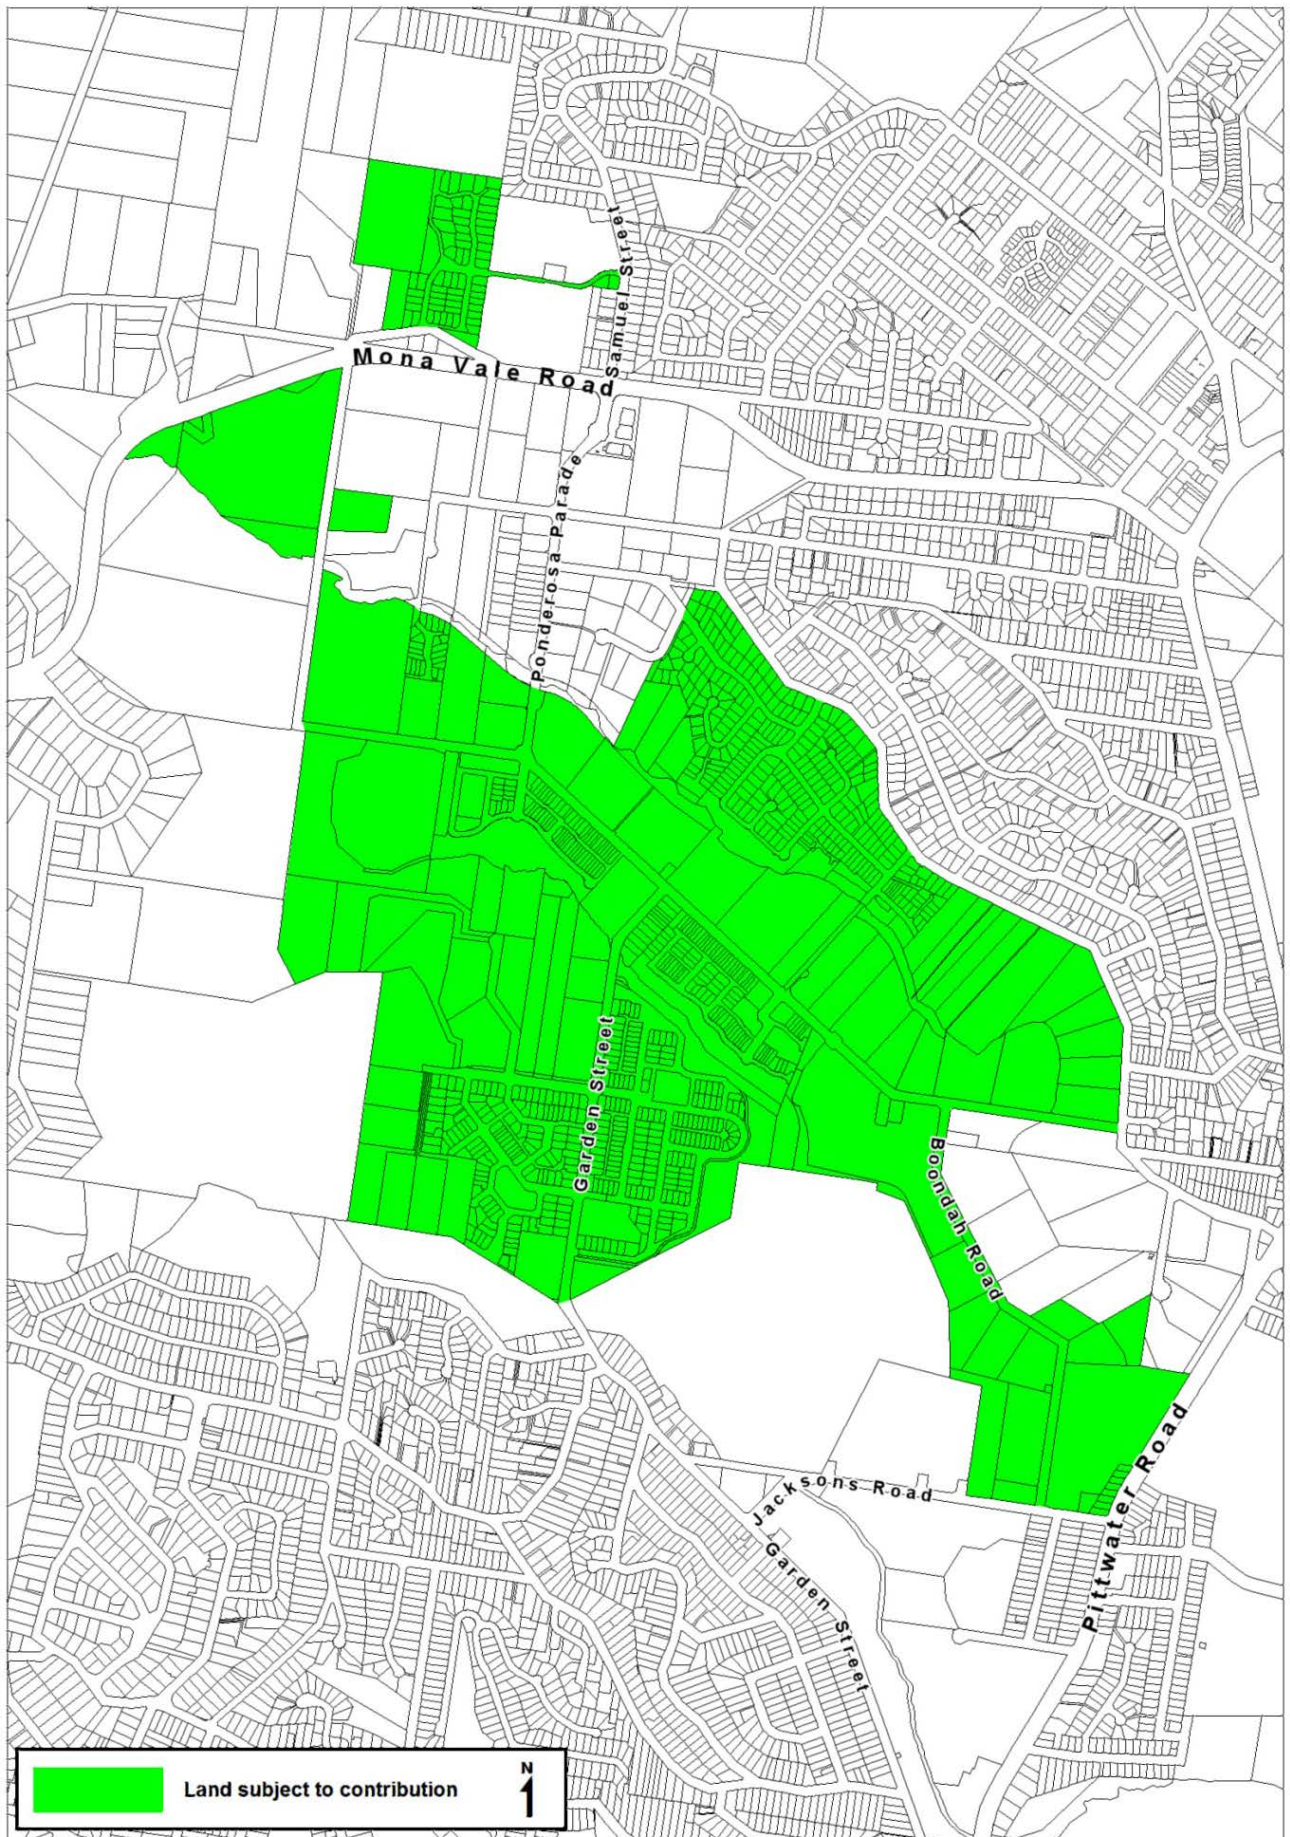 Samuel Street
Mona Vale Road
Ponderosa Parade
Garden Street
Boondah Road
Pittwater Road
Jacksons Road
Garden Street
N
Land subject to contribution